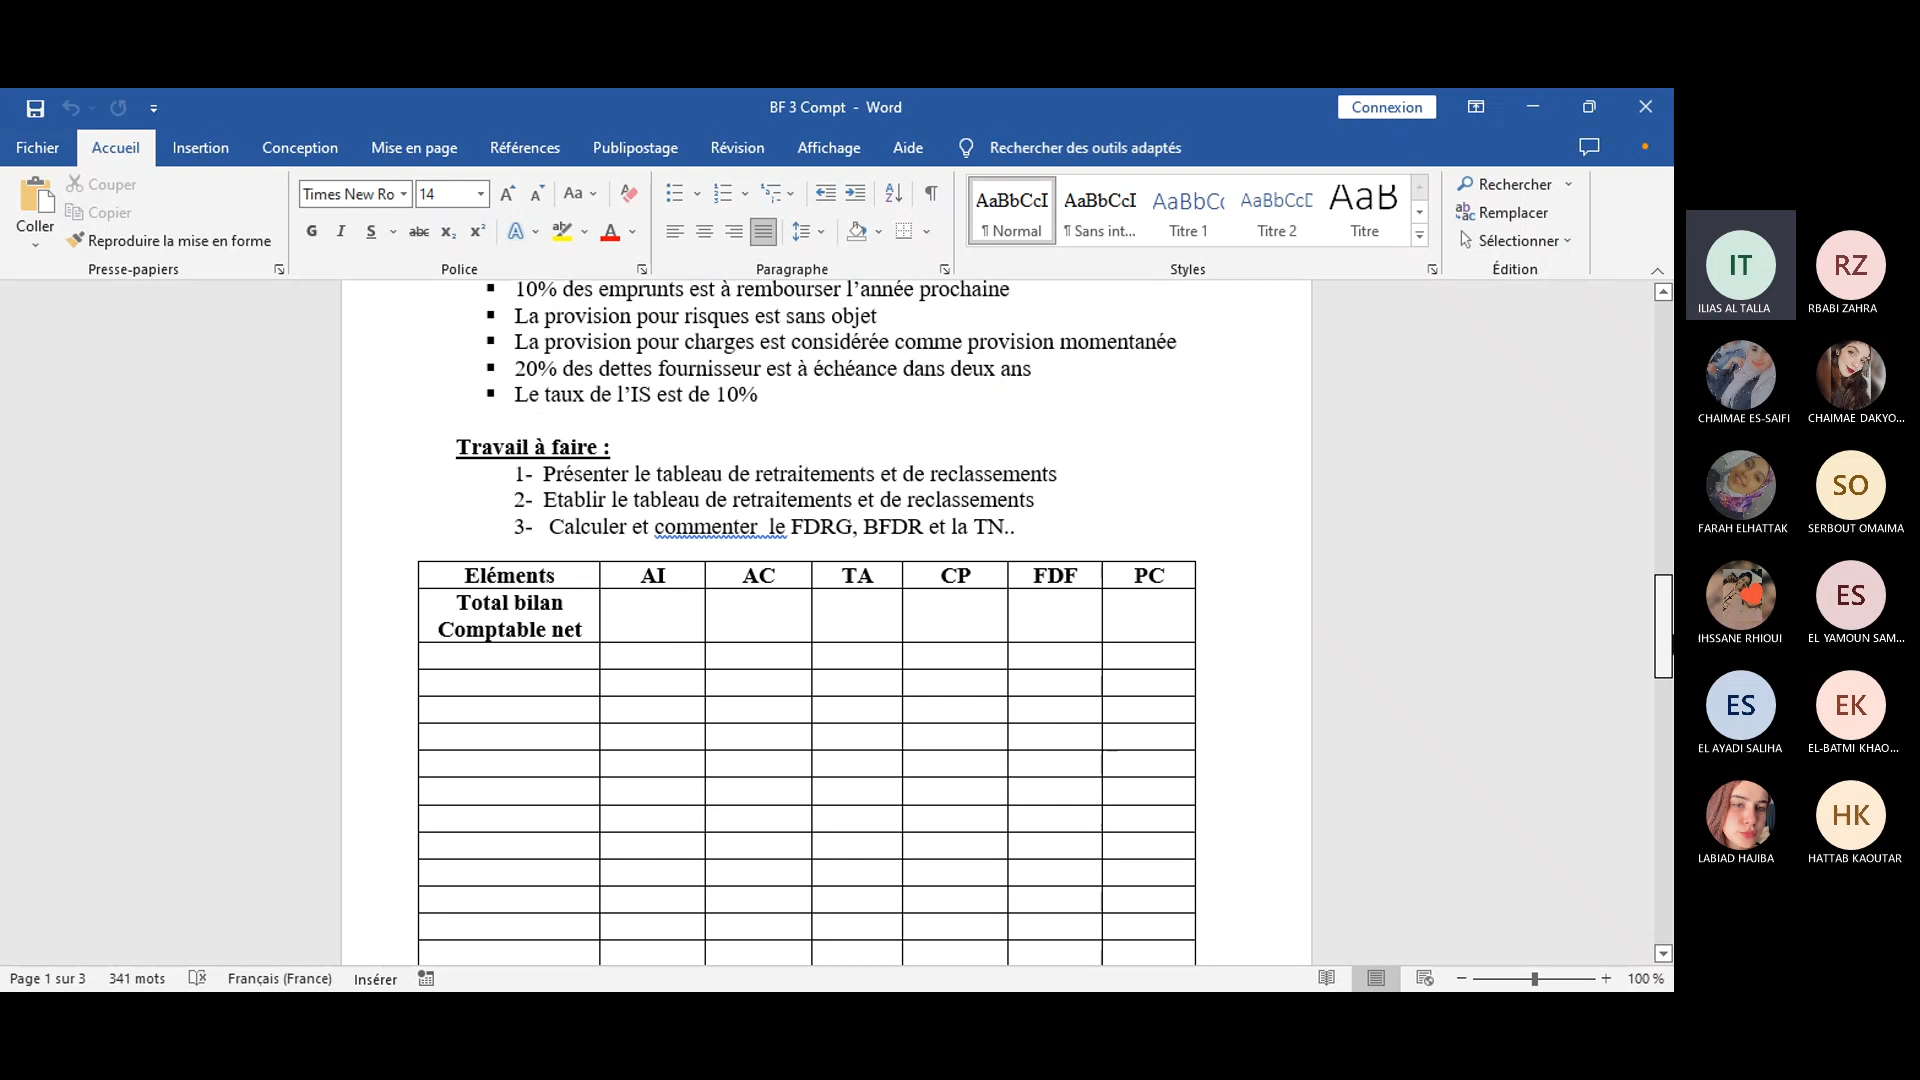 BF 3 Compt - Word
Connexion
Fichier Accueil Insertion Conception Mise en page Références Publipostage Révision Affichage Aide Rechercher des outils adaptés
Coller
Couper
Copier
Reproduire la mise en forme
Presse-papiers
Times New Ro 14
G I S abc x₂ x²
Police
Paragraphe
AaBbCcI ¶ Normal
AaBbCcI ¶ Sans int...
AaBbCc Titre 1
AaBbCcD Titre 2
AaB Titre
Styles
Rechercher
Remplacer
Sélectionner
Édition
▪ 10% des emprunts est à rembourser l’année prochaine
▪ La provision pour risques est sans objet
▪ La provision pour charges est considérée comme provision momentanée
▪ 20% des dettes fournisseur est à échéance dans deux ans
▪ Le taux de l’IS est de 10%
Travail à faire :
1- Présenter le tableau de retraitements et de reclassements
2- Etablir le tableau de retraitements et de reclassements
3- Calculer et commenter le FDRG, BFDR et la TN..
Eléments AI AC TA CP FDF PC
Total bilan
Comptable net
Page 1 sur 3 341 mots Français (France) Insérer 100 %
IT RZ
ILIAS AL TALLA RBABI ZAHRA
CHAIMAE ES-SAIFI CHAIMAE DAKYO...
SO
FARAH ELHATTAK SERBOUT OMAIMA
ES
IHSSANE RHIOUI EL YAMOUN SAM...
ES EK
EL AYADI SALIHA EL-BATMI KHAO...
HK
LABIAD HAJIBA HATTAB KAOUTAR